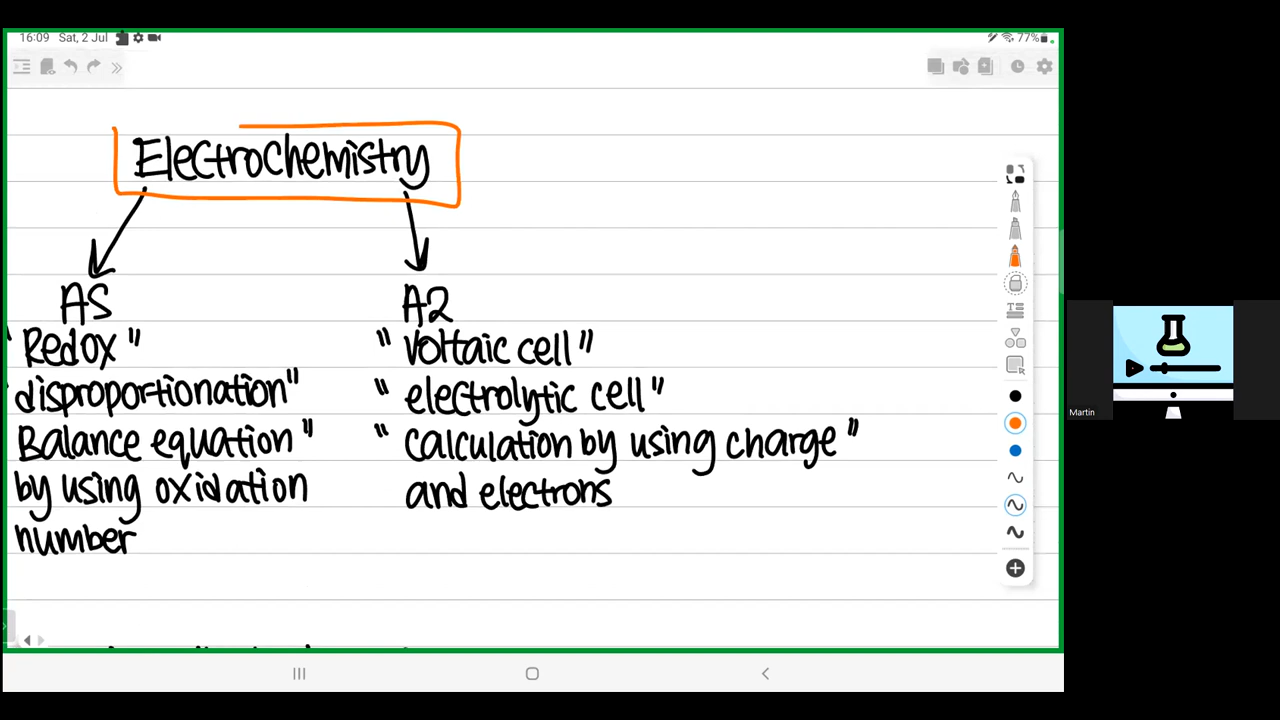 16:09 Sat, 2 Jul
77%
Electrochemistry
AS
A2
" Redox "
" Voltaic cell "
" disproportionation "
" electrolytic cell "
Balance equation "
" calculation by using charge "
by using oxidation
and electrons
number
Martin